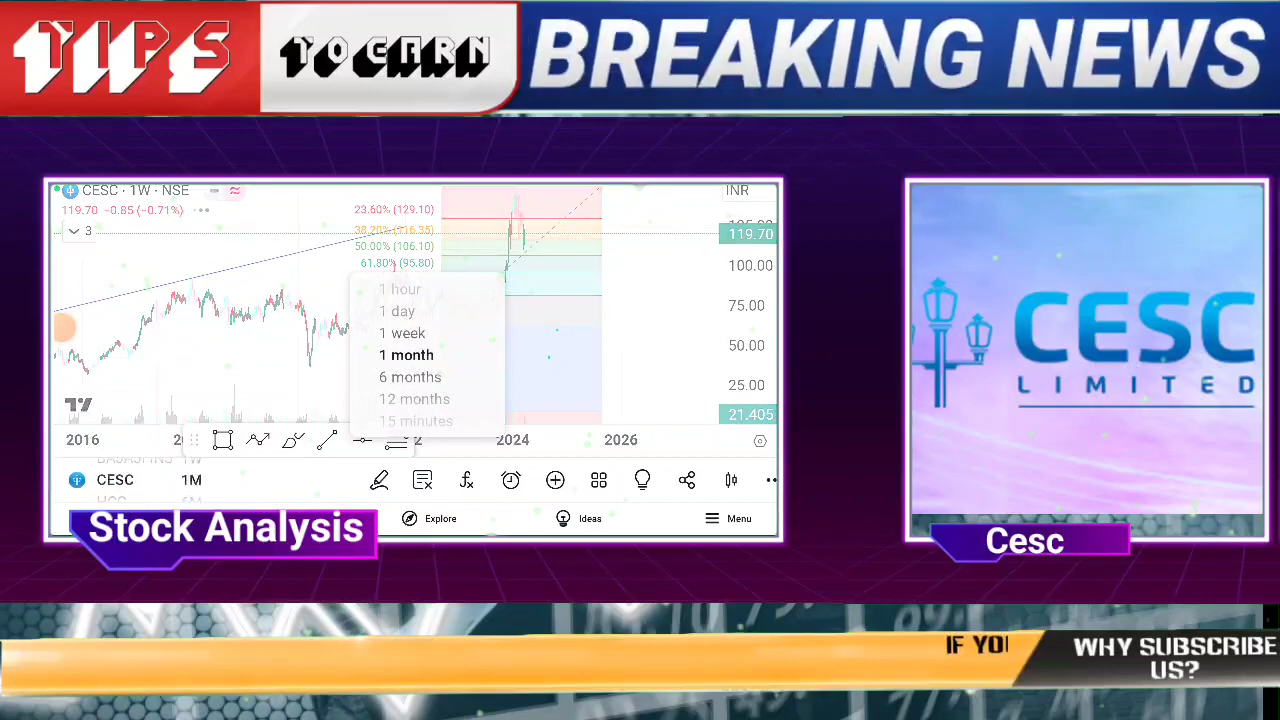 TIPS
TO EARN
BREAKING NEWS
CESC · 1W · NSE
INR
119.70 −0.85 (−0.71%)
3
23.60% (129.10)
38.20% (116.35)
50.00% (106.10)
61.80% (95.80)
119.70
100.00
75.00
50.00
25.00
21.405
1 hour
1 day
1 week
1 month
6 months
12 months
15 minutes
2016
2024
2026
CESC 1M
Explore
Ideas
Menu
Stock Analysis
CESC
LIMITED
Cesc
IF YO
WHY SUBSCRIBE
US?